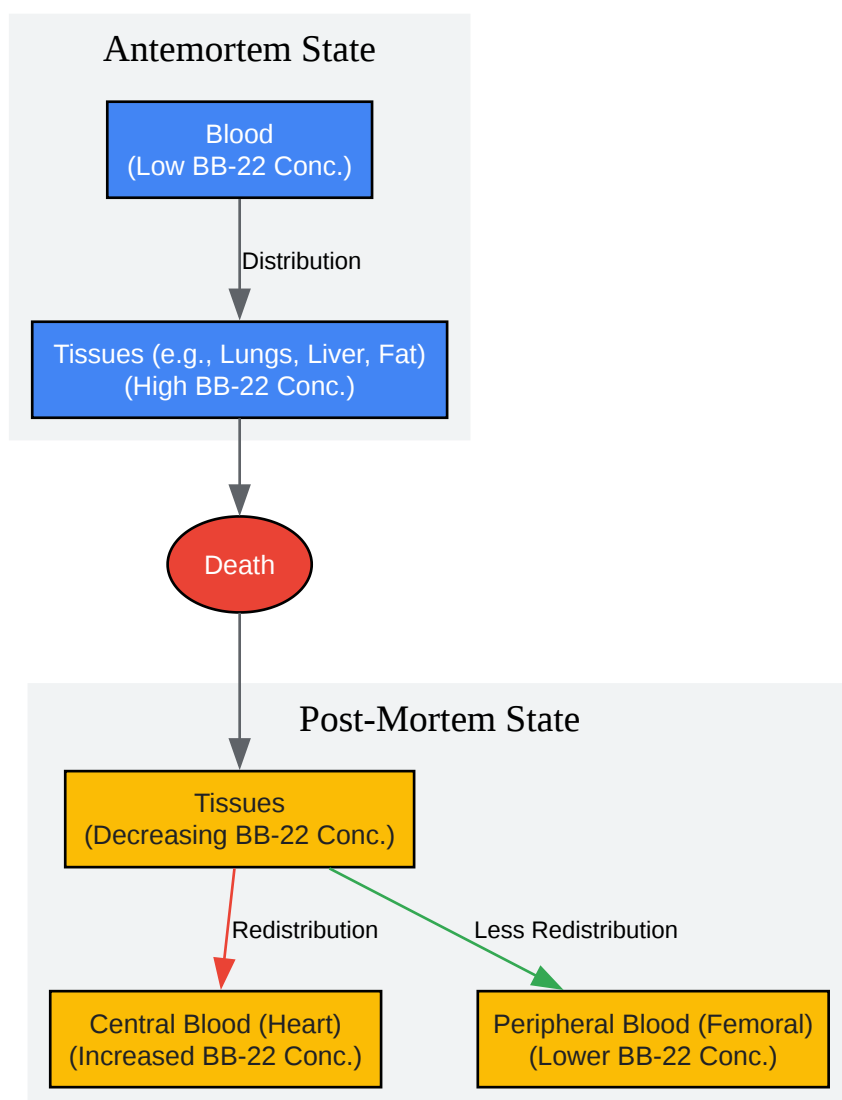 Antemortem State
Blood
(Low BB-22 Conc.)
Distribution
Tissues (e.g., Lungs, Liver, Fat)
(High BB-22 Conc.)
Death
Post-Mortem State
Tissues
(Decreasing BB-22 Conc.)
Redistribution
Less Redistribution
Central Blood (Heart)
(Increased BB-22 Conc.)
Peripheral Blood (Femoral)
(Lower BB-22 Conc.)